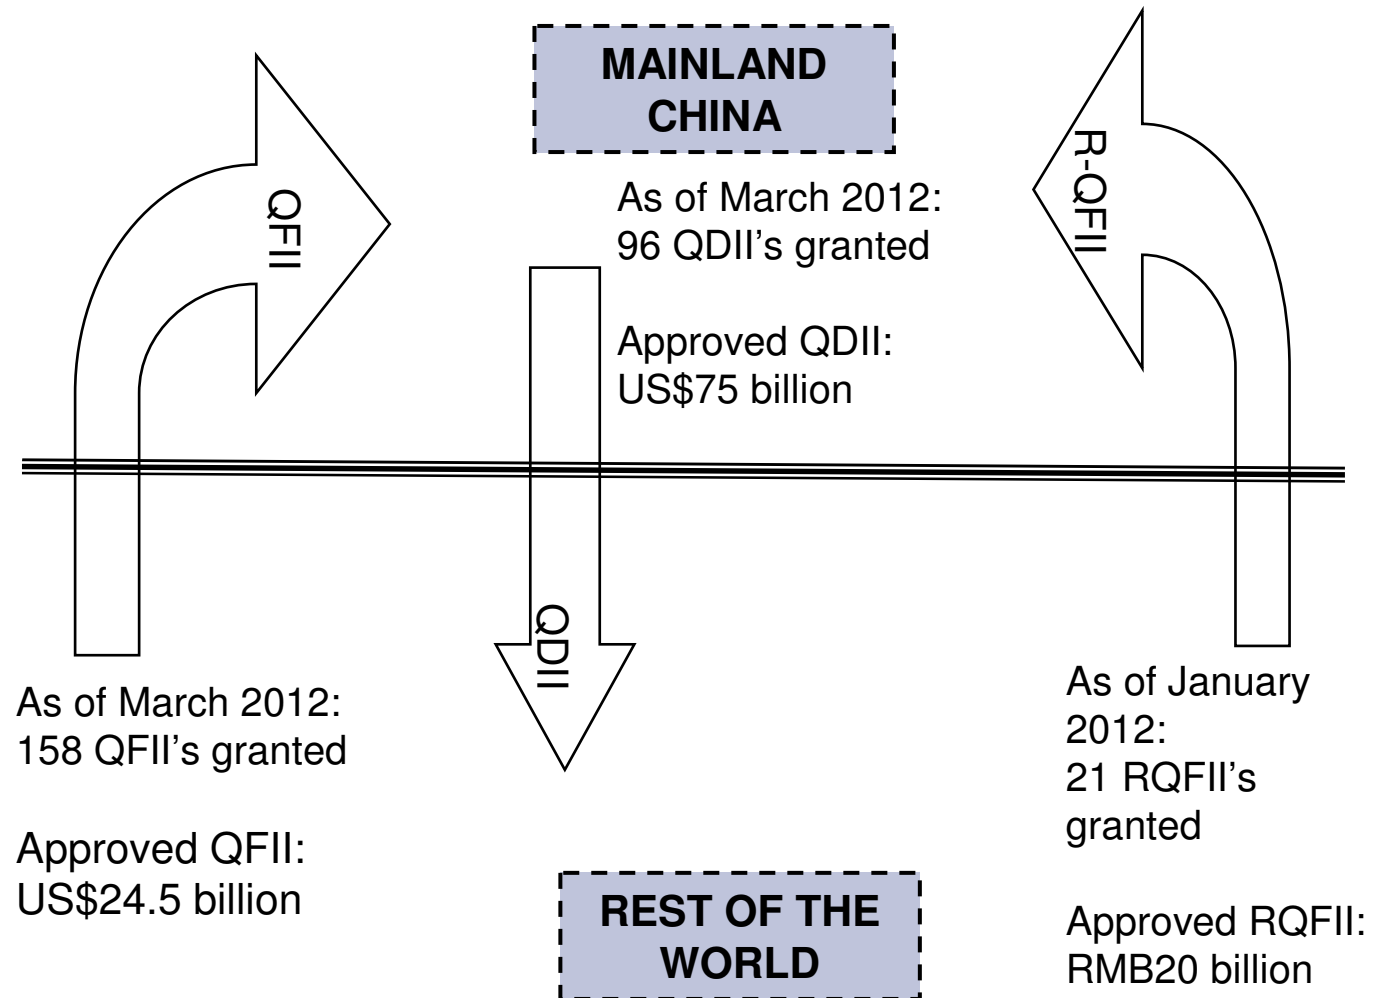 MAINLAND
CHINA
QFII
R-QFII
As of March 2012:
96 QDII's granted
Approved QDII:
US$75 billion
QDII
As of March 2012:
158 QFII's granted
Approved QFII:
US$24.5 billion
As of January
2012:
21 RQFII's
granted
Approved RQFII:
RMB20 billion
REST OF THE
WORLD